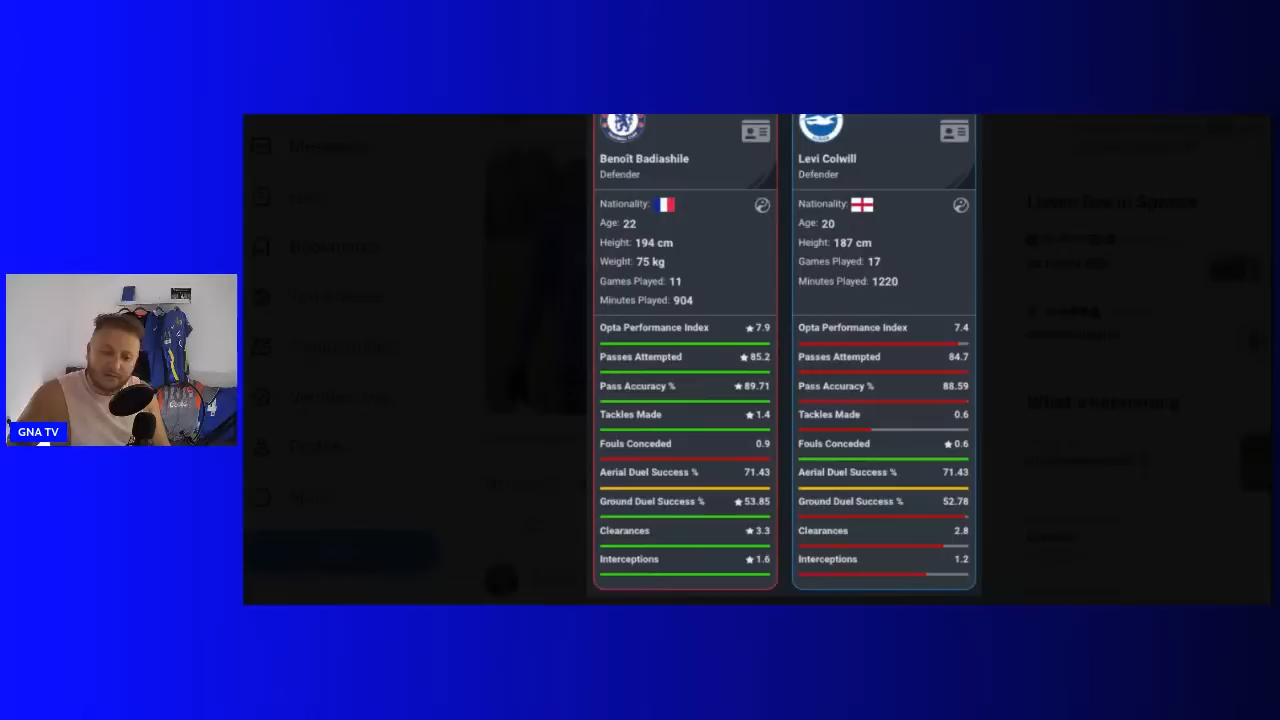 Benoît Badiashile
Defender
Nationality:
Age: 22
Height: 194 cm
Weight: 75 kg
Games Played: 11
Minutes Played: 904
Opta Performance Index ★ 7.9
Passes Attempted ★ 85.2
Pass Accuracy % ★ 89.71
Tackles Made ★ 1.4
Fouls Conceded 0.9
Aerial Duel Success % 71.43
Ground Duel Success % ★ 53.85
Clearances ★ 3.3
Interceptions ★ 1.6
Levi Colwill
Defender
Nationality:
Age: 20
Height: 187 cm
Games Played: 17
Minutes Played: 1220
Opta Performance Index 7.4
Passes Attempted 84.7
Pass Accuracy % 88.59
Tackles Made 0.6
Fouls Conceded ★ 0.6
Aerial Duel Success % 71.43
Ground Duel Success % 52.78
Clearances 2.8
Interceptions 1.2
GNA TV